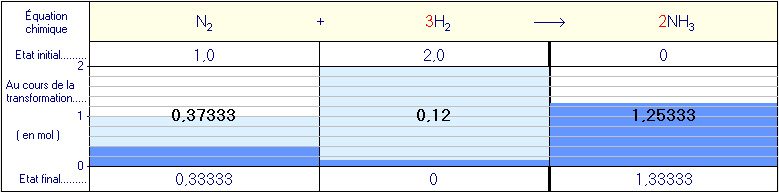 Équation chimique N₂ + 3H₂ ⟶ 2NH₃
Etat initial......... 1,0 2,0 0
2
Au cours de la
transformation.....
0,37333 0,12 1,25333
1
( en mol )
0
Etat final......... 0,33333 0 1,33333